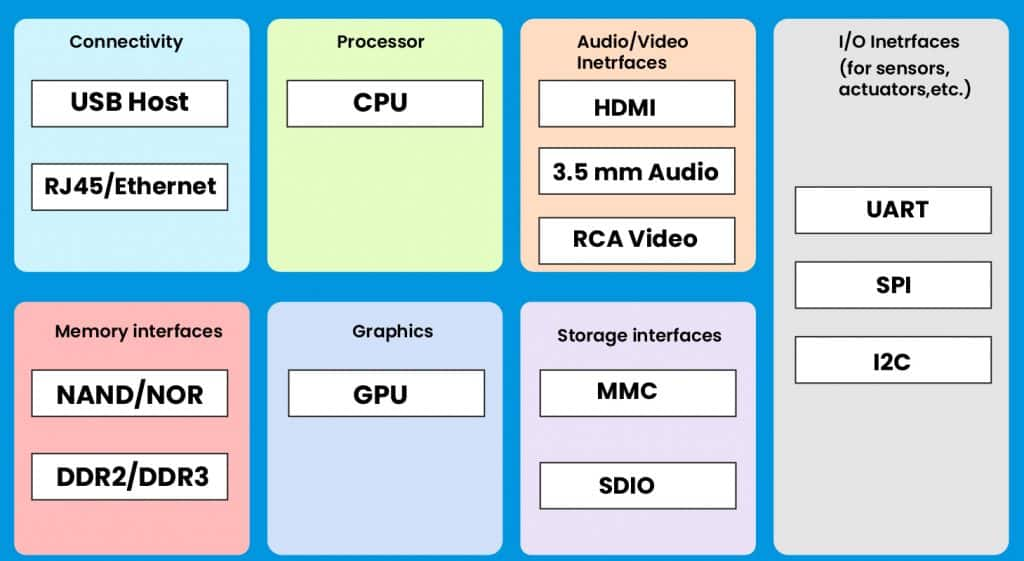 Connectivity
USB Host
RJ45/Ethernet
Processor
CPU
Audio/Video
Inetrfaces
HDMI
3.5 mm Audio
RCA Video
I/O Inetrfaces
(for sensors,
actuators,etc.)
UART
SPI
I2C
Memory interfaces
NAND/NOR
DDR2/DDR3
Graphics
GPU
Storage interfaces
MMC
SDIO